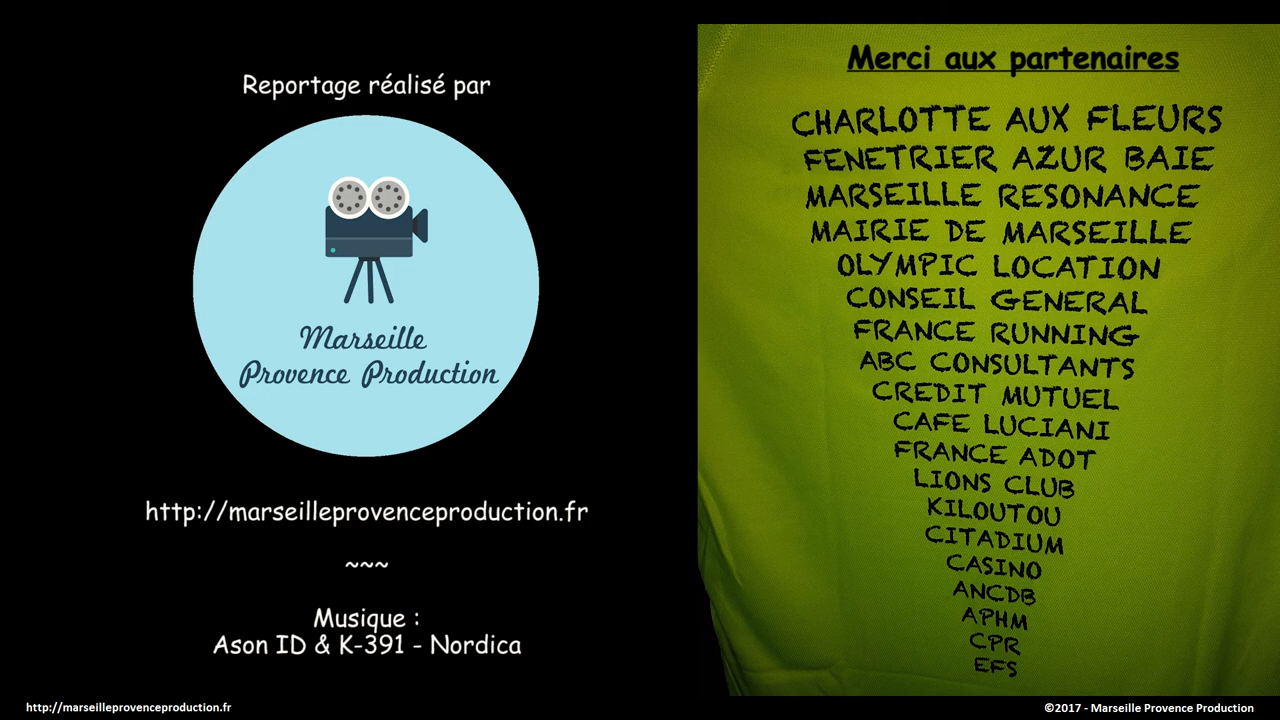 Reportage réalisé par
Marseille
Provence Production
http://marseilleprovenceproduction.fr
~~~
Musique :
Ason ID & K-391 - Nordica
Merci aux partenaires
CHARLOTTE AUX FLEURS
FENETRIER AZUR BAIE
MARSEILLE RESONANCE
MAIRIE DE MARSEILLE
OLYMPIC LOCATION
CONSEIL GENERAL
FRANCE RUNNING
ABC CONSULTANTS
CREDIT MUTUEL
CAFE LUCIANI
FRANCE ADOT
LIONS CLUB
KILOUTOU
CITADIUM
CASINO
ANCDB
APHM
CPR
EFS
http://marseilleprovenceproduction.fr
©2017 - Marseille Provence Production